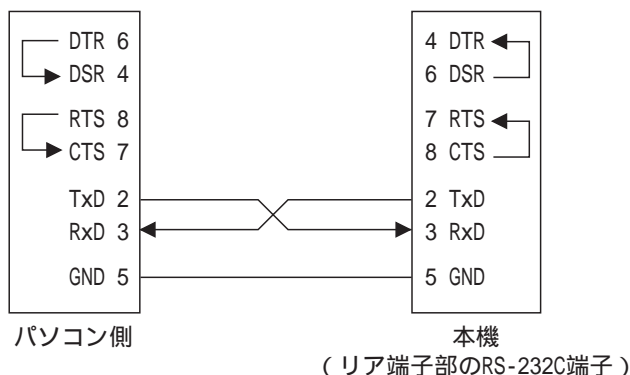 DTR 6
DSR 4
RTS 8
CTS 7
TxD 2
RxD 3
GND 5
パソコン側
4 DTR
6 DSR
7 RTS
8 CTS
2 TxD
3 RxD
5 GND
本機
(リア端子部のRS-232C端子)